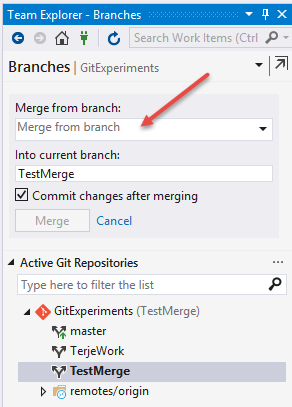 Team Explorer - Branches
Search Work Items (Ctrl
Branches | GitExperiments
Merge from branch:
Merge from branch
Into current branch:
TestMerge
Commit changes after merging
Merge Cancel
Active Git Repositories
Type here to filter the list
GitExperiments (TestMerge)
master
TerjeWork
TestMerge
remotes/origin